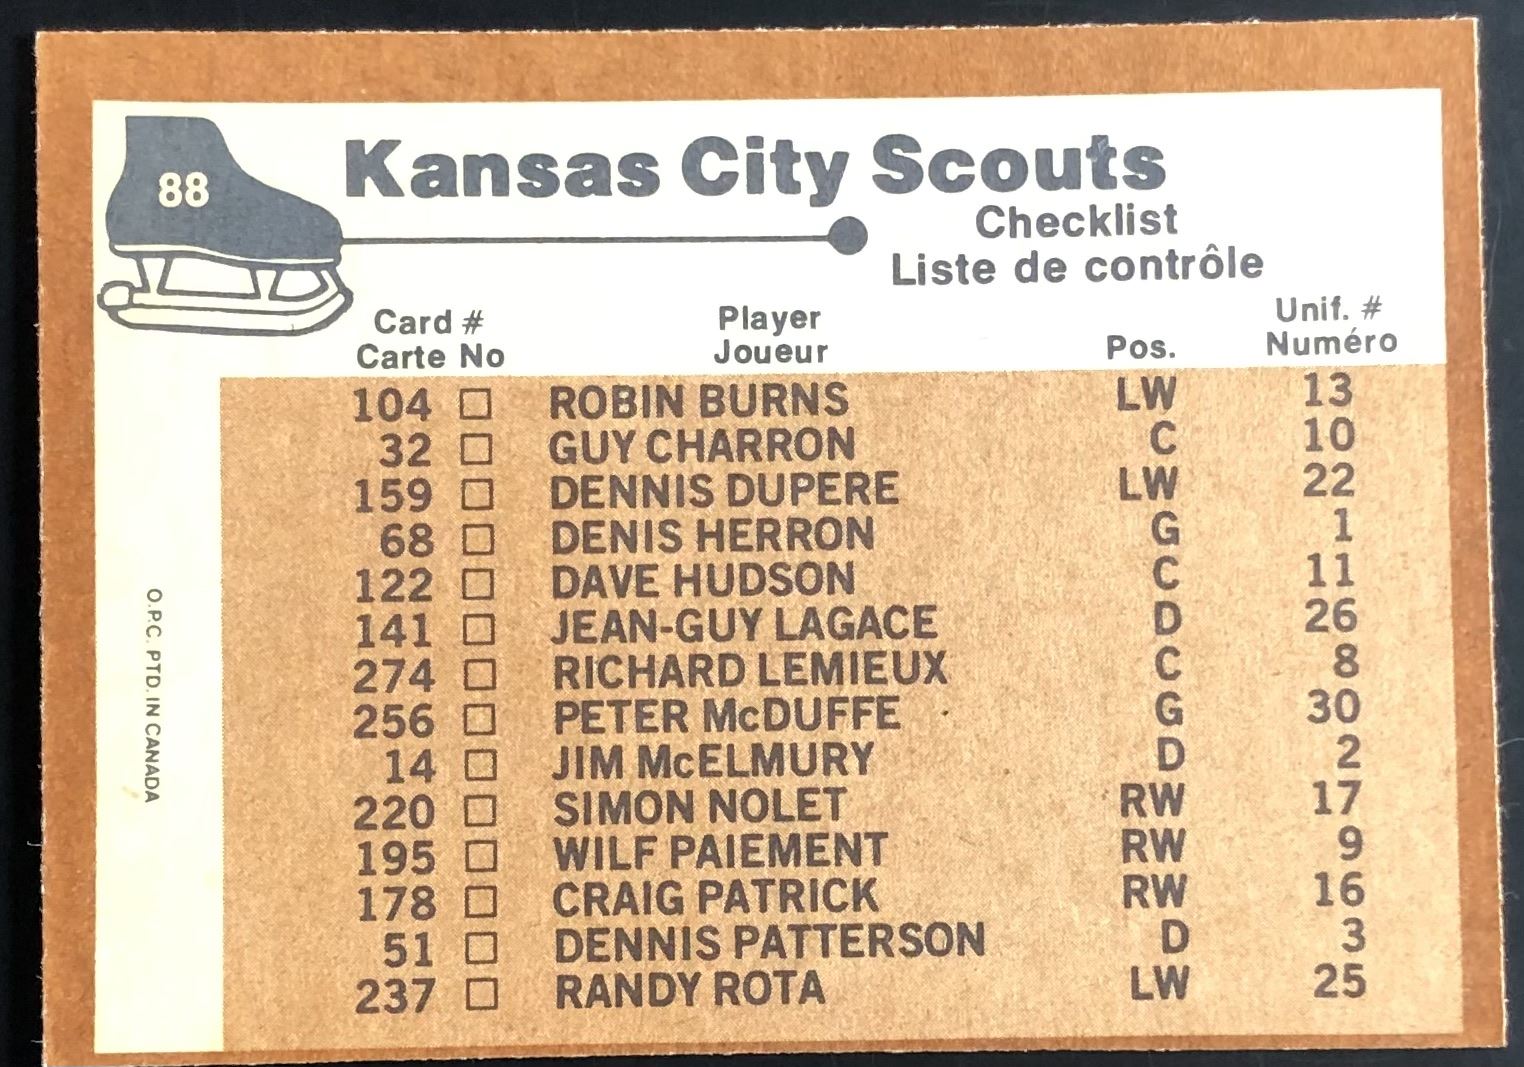 88
Kansas City Scouts
Checklist
Liste de contrôle
Card # Player Pos. Unif. #
Carte No Joueur Numéro
104 □ ROBIN BURNS LW 13
32 □ GUY CHARRON C 10
159 □ DENNIS DUPERE LW 22
68 □ DENIS HERRON G 1
122 □ DAVE HUDSON C 11
141 □ JEAN-GUY LAGACE D 26
274 □ RICHARD LEMIEUX C 8
256 □ PETER McDUFFE G 30
14 □ JIM McELMURY D 2
220 □ SIMON NOLET RW 17
195 □ WILF PAIEMENT RW 9
178 □ CRAIG PATRICK RW 16
51 □ DENNIS PATTERSON D 3
237 □ RANDY ROTA LW 25
O.P.C. PTD. IN CANADA